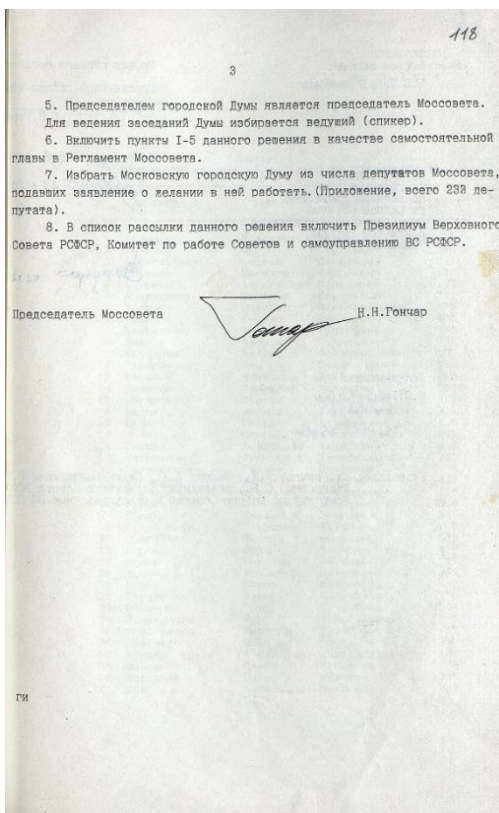 118
3
5. Председателем городской Думы является председатель Моссовета.
Для ведения заседаний Думы избирается ведущий (спикер).
6. Включить пункты I-5 данного решения в качестве самостоятельной
главы в Регламент Моссовета.
7. Избрать Московскую городскую Думу из числа депутатов Моссовета,
подавших заявление о желании в ней работать. (Приложение, всего 233 де-
путата).
8. В список рассылки данного решения включить Президиум Верховного
Совета РСФСР, Комитет по работе Советов и самоуправлению ВС РСФСР.
Председатель Моссовета Н.Н.Гончар
ГИ